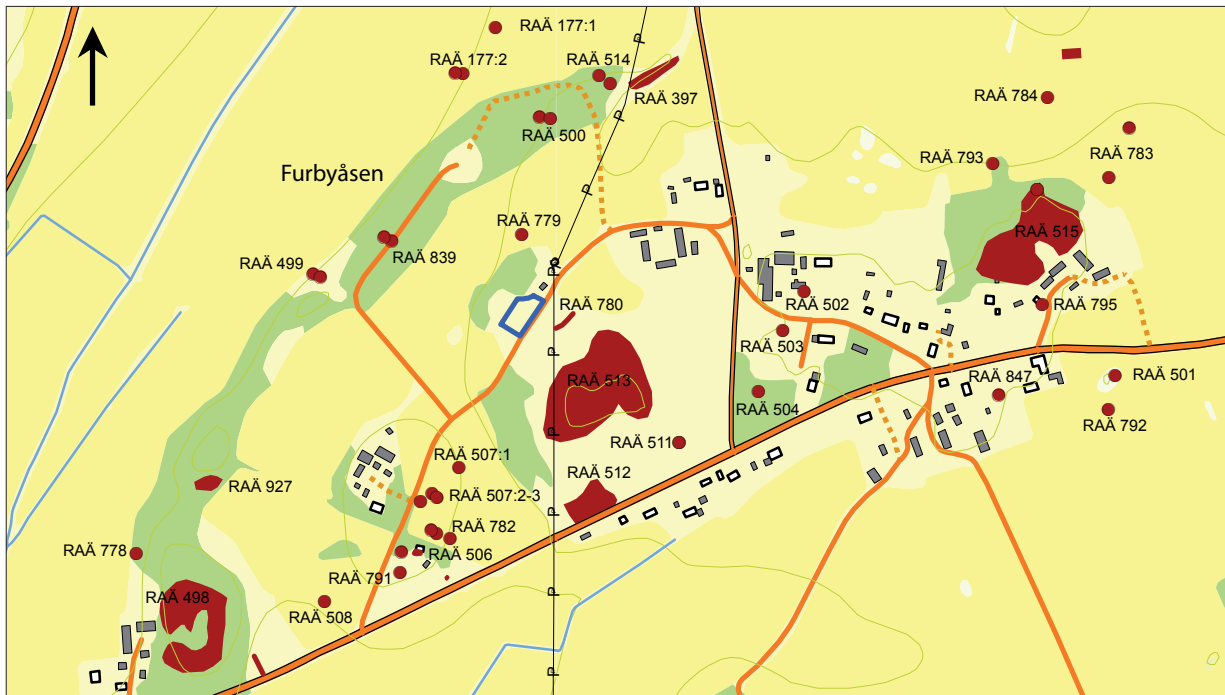 RAÄ 177:1
RAÄ 177:2
RAÄ 514
P
RAÄ 397
P
RAÄ 784
RAÄ 500
RAÄ 783
RAÄ 793
Furbyåsen
P
RAÄ 779
RAÄ 515
RAÄ 839
RAÄ 499
P
RAÄ 780
RAÄ 502
RAÄ 795
RAÄ 503
P
RAÄ 513
RAÄ 847
RAÄ 501
RAÄ 504
RAÄ 792
P
RAÄ 511
RAÄ 507:1
RAÄ 512
RAÄ 927
RAÄ 507:2-3
P
RAÄ 782
RAÄ 778
RAÄ 506
RAÄ 791
P
RAÄ 498
RAÄ 508
P